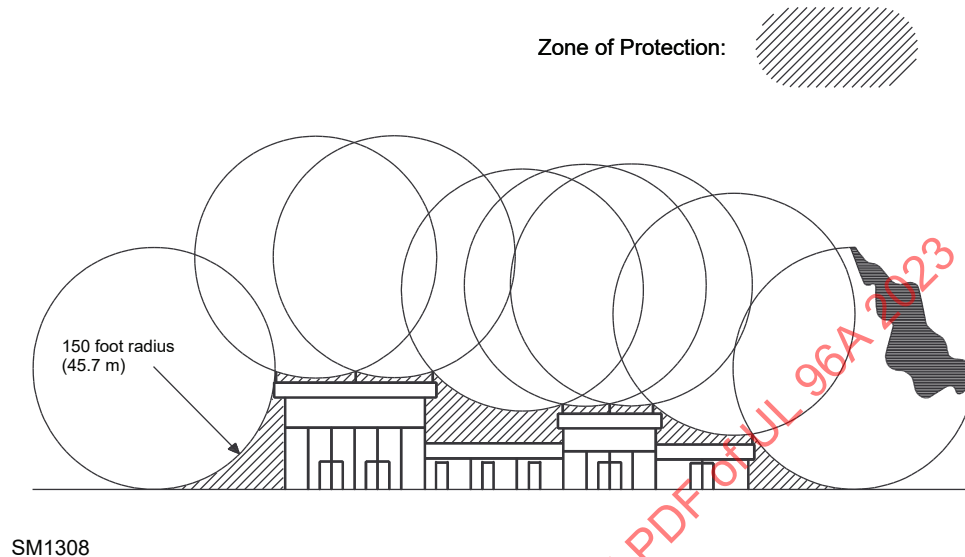 Zone of Protection:
150 foot radius
(45.7 m)
PDF of UL 96A 2023
SM1308